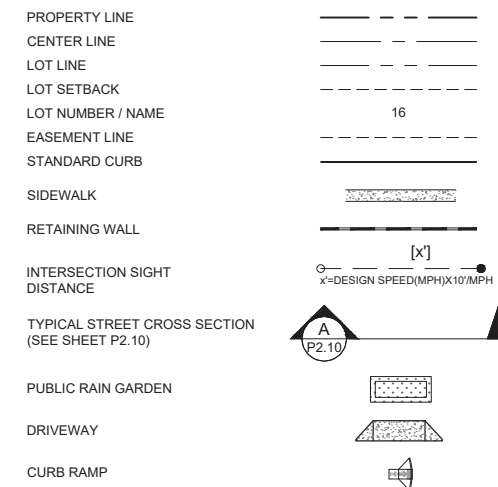 PROPERTY LINE
CENTER LINE
LOT LINE
LOT SETBACK
LOT NUMBER / NAME 16
EASEMENT LINE
STANDARD CURB
SIDEWALK
RETAINING WALL
[x']
INTERSECTION SIGHT
DISTANCE
x'=DESIGN SPEED(MPH)X10'/MPH
TYPICAL STREET CROSS SECTION
(SEE SHEET P2.10)
A
P2.10
PUBLIC RAIN GARDEN
DRIVEWAY
CURB RAMP